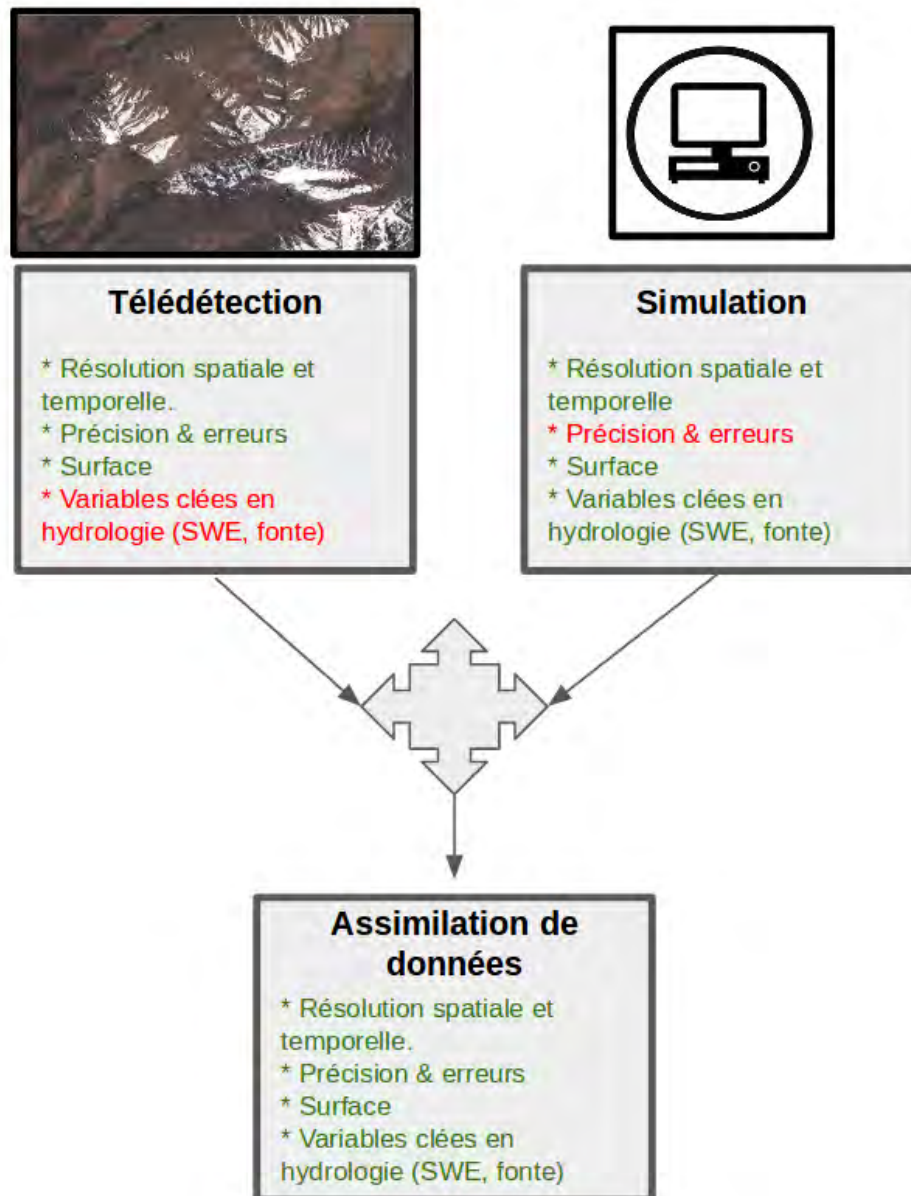 Télédétection
* Résolution spatiale et
temporelle.
* Précision & erreurs
* Surface
* Variables clées en
hydrologie (SWE, fonte)
Simulation
* Résolution spatiale et
temporelle
* Précision & erreurs
* Surface
* Variables clées en
hydrologie (SWE, fonte)
Assimilation de
données
* Résolution spatiale et
temporelle.
* Précision & erreurs
* Surface
* Variables clées en
hydrologie (SWE, fonte)